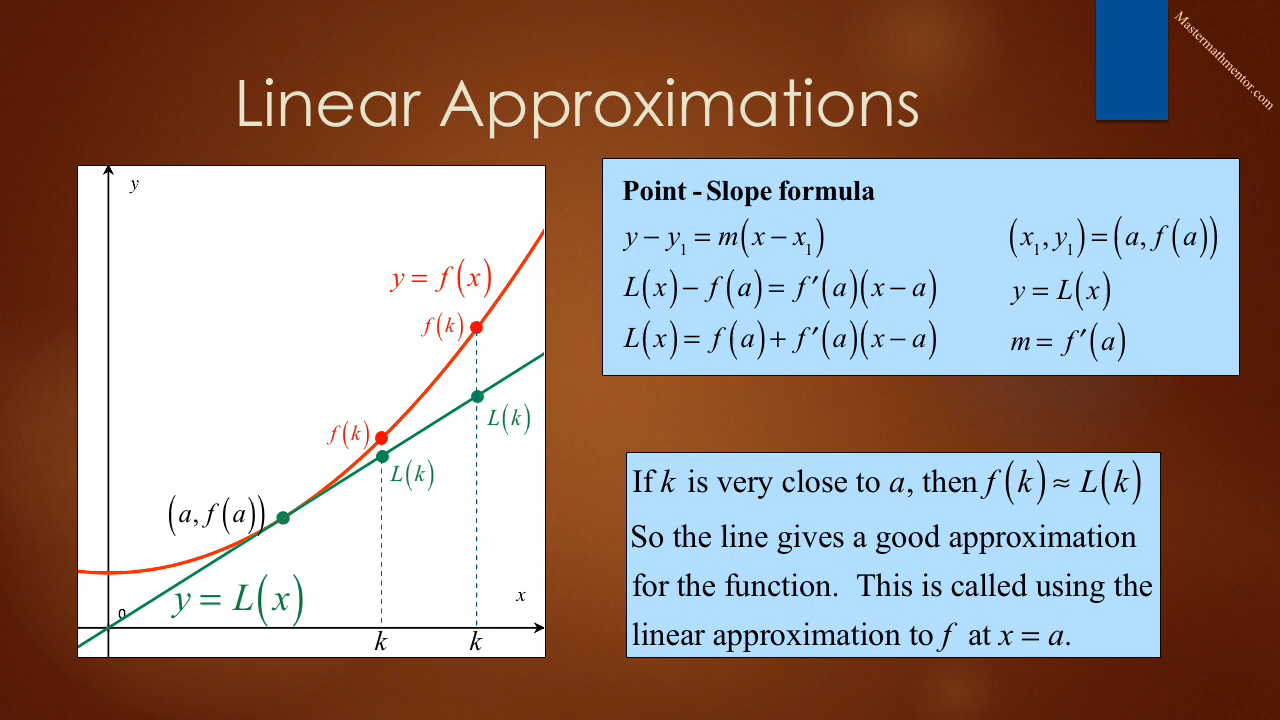 Mastermathmentor.com
Linear Approximations
y
y = f(x)
f(k)
f(k)
L(k)
L(k)
(a, f(a))
y = L(x)
0
x
k
k
Point - Slope formula
y − y₁ = m(x − x₁)
(x₁, y₁) = (a, f(a))
L(x) − f(a) = f′(a)(x − a)
y = L(x)
L(x) = f(a) + f′(a)(x − a)
m = f′(a)
If k is very close to a, then f(k) ≈ L(k)
So the line gives a good approximation
for the function. This is called using the
linear approximation to f at x = a.